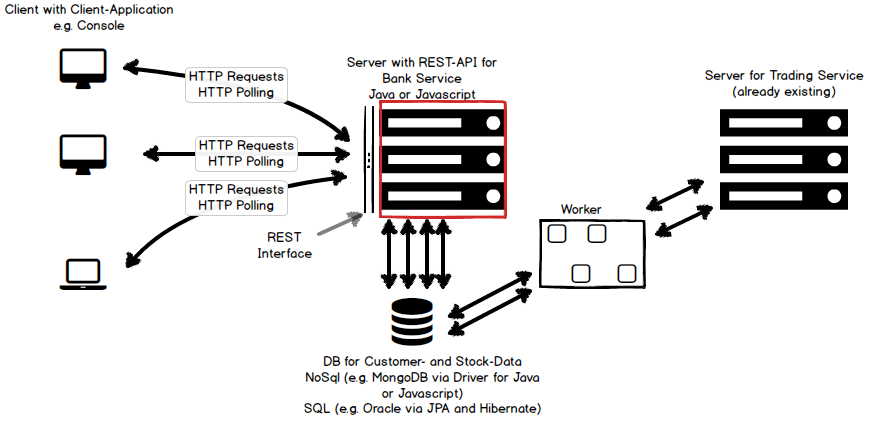 Client with Client-Application
e.g. Console
HTTP Requests
HTTP Polling
HTTP Requests
HTTP Polling
HTTP Requests
HTTP Polling
Server with REST-API for
Bank Service
Java or Javascript
REST
Interface
Server for Trading Service
(already existing)
Worker
DB for Customer- and Stock-Data
NoSql (e.g. MongoDB via Driver for Java
or Javascript)
SQL (e.g. Oracle via JPA and Hibernate)